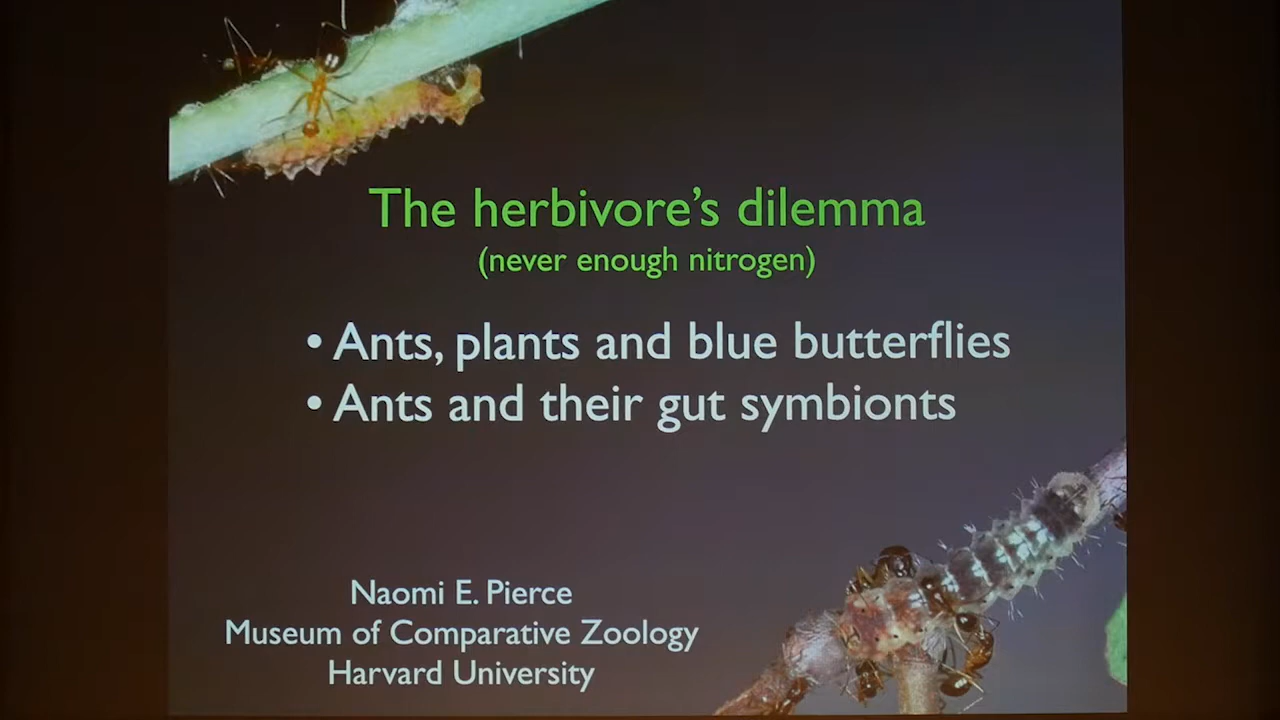 The herbivore's dilemma
(never enough nitrogen)
• Ants, plants and blue butterflies
• Ants and their gut symbionts
Naomi E. Pierce
Museum of Comparative Zoology
Harvard University